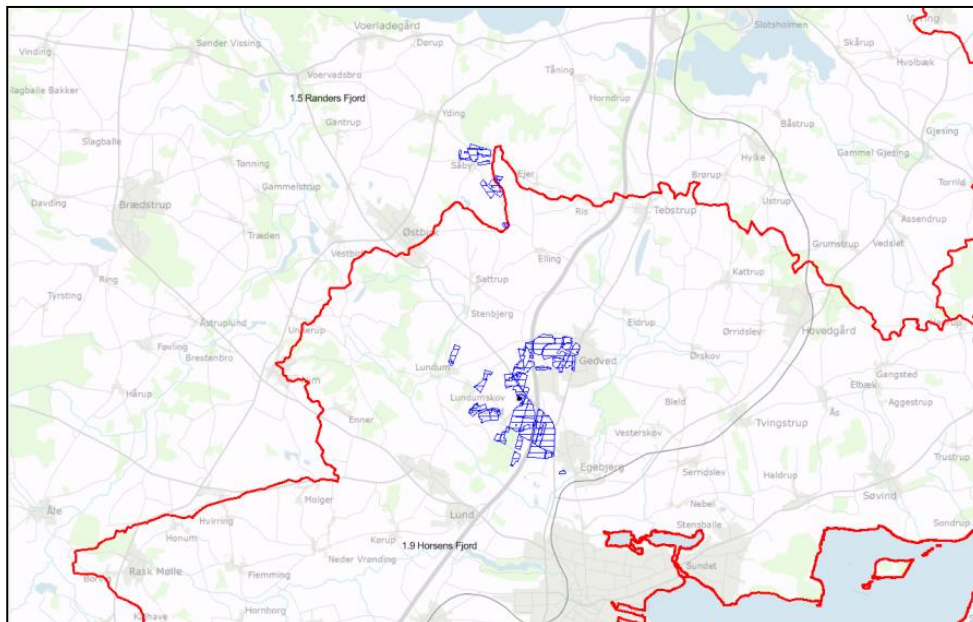 Voerladegård
Vinding
Sønder Vissing
Dørup
Slotsholmen
Skårup
Hvolbæk
Slagballe Bakker
Voervadsbro
Tåning
1.5 Randers Fjord
Horndrup
Gantrup
Yding
Båstrup
Gjesing
Slagballe
Hylke
Gammel Gjesing
Tønning
Såby
Ejer
Brørup
Torrild
Gammelstrup
Ustrup
Davding
Brædstrup
Ris
Tebstrup
Assendrup
Træden
Østbirk
Grumstrup
Vedslet
Vestbirk
Elling
Ring
Sattrup
Kattrup
Tyrsting
Stenbjerg
Åstruplund
Eldrup
Ørridslev
Hovedgård
Føvling
Brestenbro
Gedved
Lundum
Ørskov
Gangsted
Hårup
Elbæk
Lundumskov
Bleld
Ås
Aggestrup
Enner
Vesterskov
Tvingstrup
Egebjerg
Trustrup
Serridslev
Haldrup
Molger
Søvind
Åle
Lund
Nebel
Hvirring
Stensballe
Honum
Kørup
1.9 Horsens Fjord
Neder Vrønding
Sundet
Rask Mølle
Flemming
Hornborg